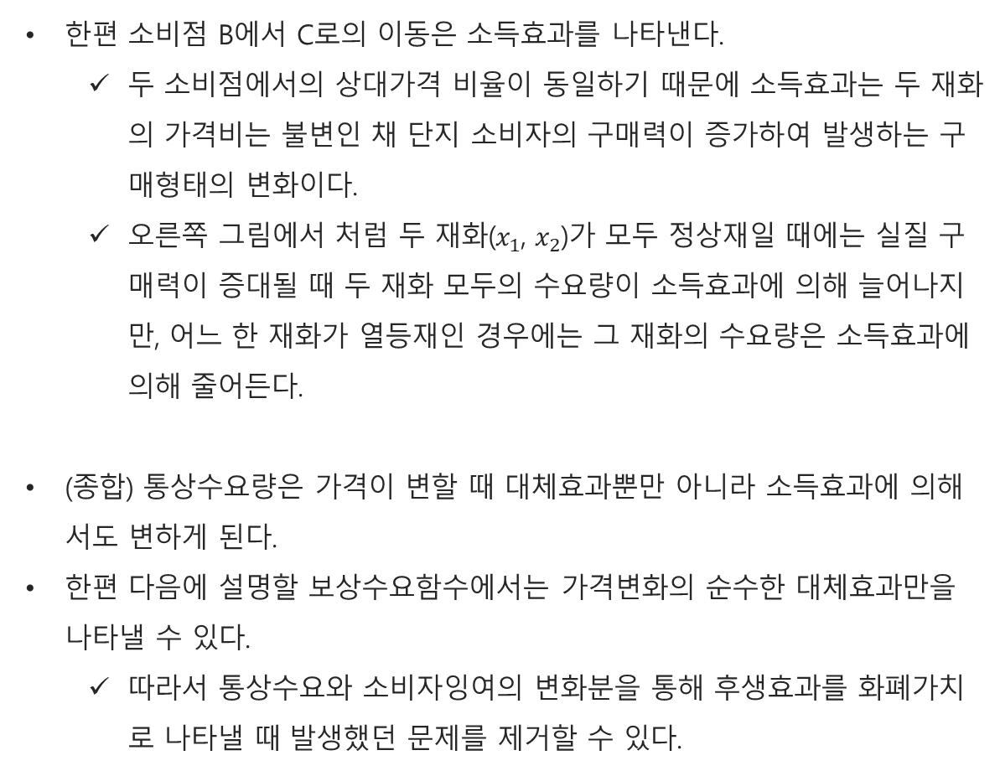 • 한편 소비점 B에서 C로의 이동은 소득효과를 나타낸다.
✓ 두 소비점에서의 상대가격 비율이 동일하기 때문에 소득효과는 두 재화
의 가격비는 불변인 채 단지 소비자의 구매력이 증가하여 발생하는 구
매형태의 변화이다.
✓ 오른쪽 그림에서 처럼 두 재화(x₁, x₂)가 모두 정상재일 때에는 실질 구
매력이 증대될 때 두 재화 모두의 수요량이 소득효과에 의해 늘어나지
만, 어느 한 재화가 열등재인 경우에는 그 재화의 수요량은 소득효과에
의해 줄어든다.
• (종합) 통상수요량은 가격이 변할 때 대체효과뿐만 아니라 소득효과에 의해
서도 변하게 된다.
• 한편 다음에 설명할 보상수요함수에서는 가격변화의 순수한 대체효과만을
나타낼 수 있다.
✓ 따라서 통상수요와 소비자잉여의 변화분을 통해 후생효과를 화폐가치
로 나타낼 때 발생했던 문제를 제거할 수 있다.